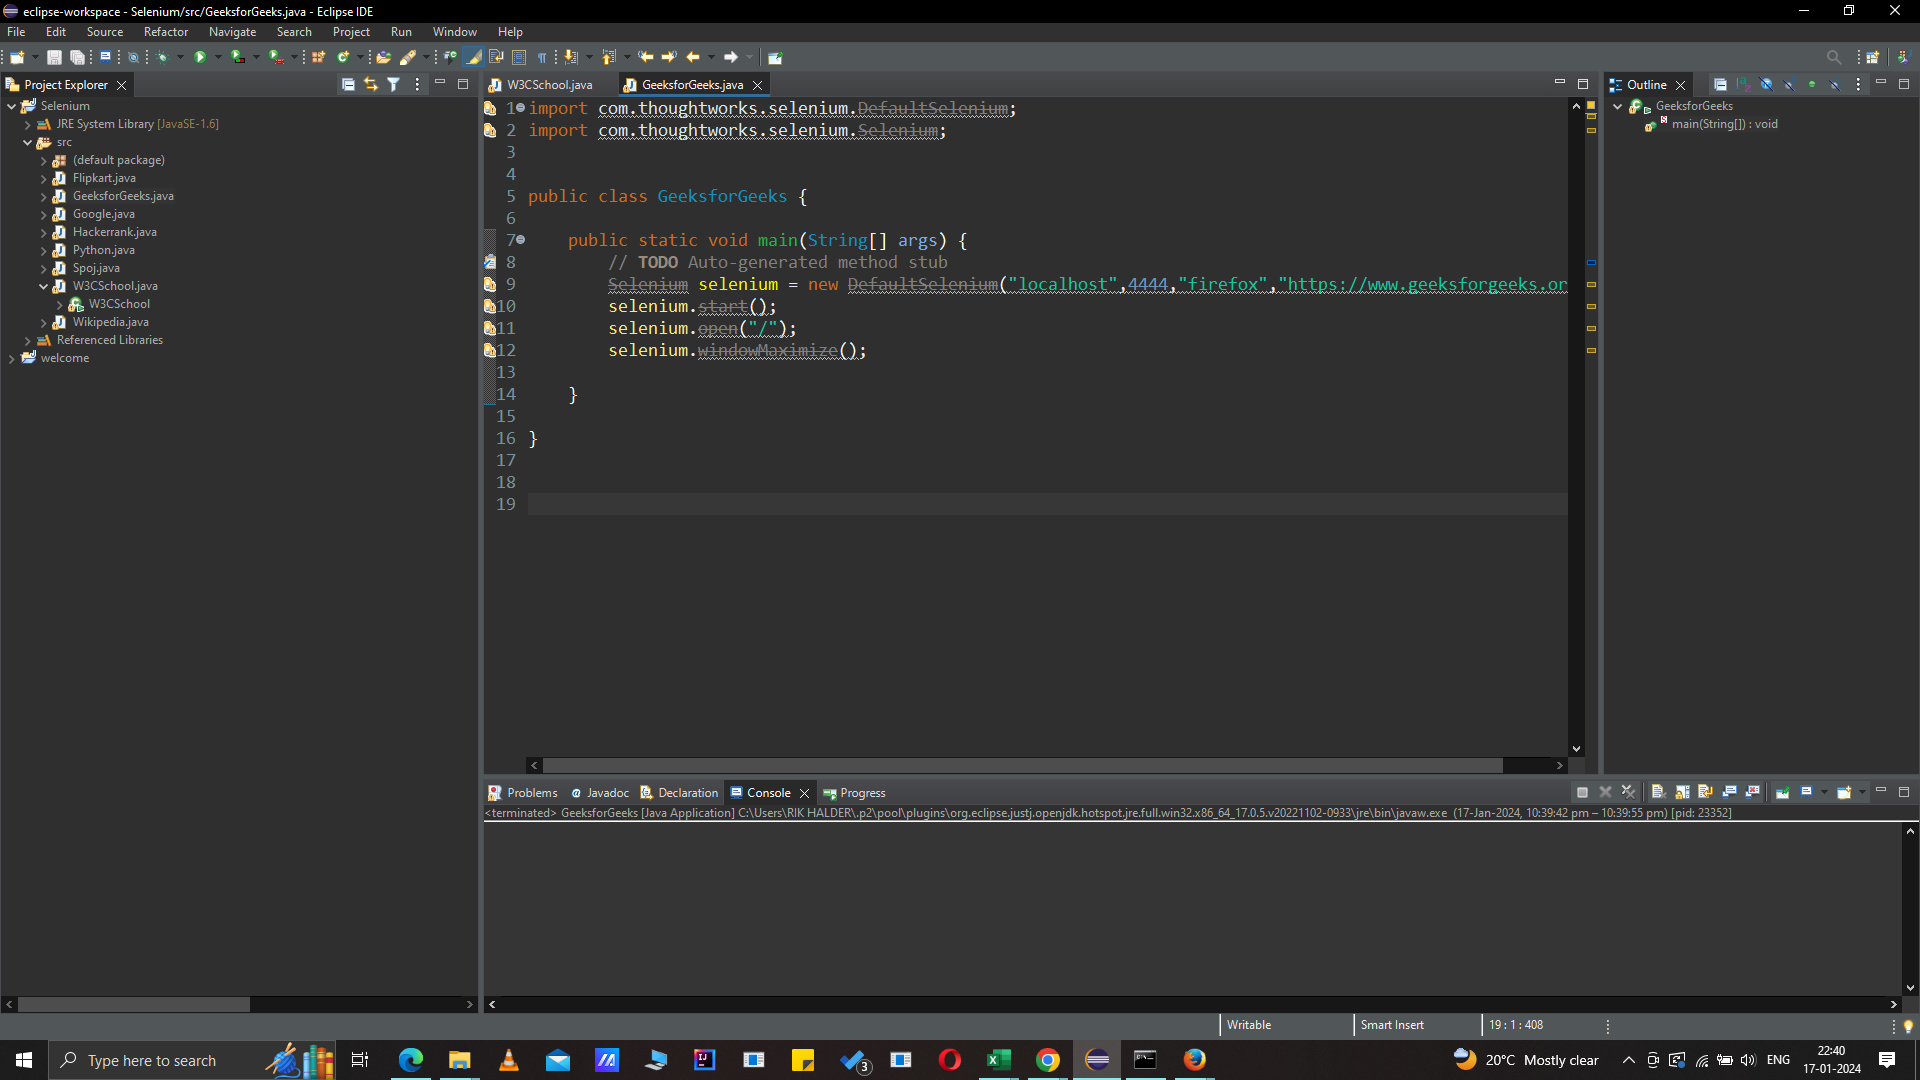 eclipse-workspace - Selenium/src/GeeksforGeeks.java - Eclipse IDE
File Edit Source Refactor Navigate Search Project Run Window Help
Project Explorer
Selenium
JRE System Library [JavaSE-1.6]
src
(default package)
Flipkart.java
GeeksforGeeks.java
Google.java
Hackerrank.java
Python.java
Spoj.java
W3CSchool.java
W3CSchool
Wikipedia.java
Referenced Libraries
welcome
W3CSchool.java GeeksforGeeks.java
1 import com.thoughtworks.selenium.DefaultSelenium;
2 import com.thoughtworks.selenium.Selenium;
3
4
5 public class GeeksforGeeks {
6
7 public static void main(String[] args) {
8 // TODO Auto-generated method stub
9 Selenium selenium = new DefaultSelenium("localhost",4444,"firefox","https://www.geeksforgeeks.or
10 selenium.start();
11 selenium.open("/");
12 selenium.windowMaximize();
13
14 }
15
16 }
17
18
19
Outline
GeeksforGeeks
main(String[]) : void
Problems Javadoc Declaration Console Progress
<terminated> GeeksforGeeks [Java Application] C:\Users\RIK HALDER\.p2\pool\plugins\org.eclipse.justj.openjdk.hotspot.jre.full.win32.x86_64_17.0.5.v20221102-0933\jre\bin\javaw.exe (17-Jan-2024, 10:39:42 pm – 10:39:55 pm) [pid: 23352]
Writable Smart Insert 19 : 1 : 408
Type here to search
3
20°C Mostly clear
ENG
22:40
17-01-2024